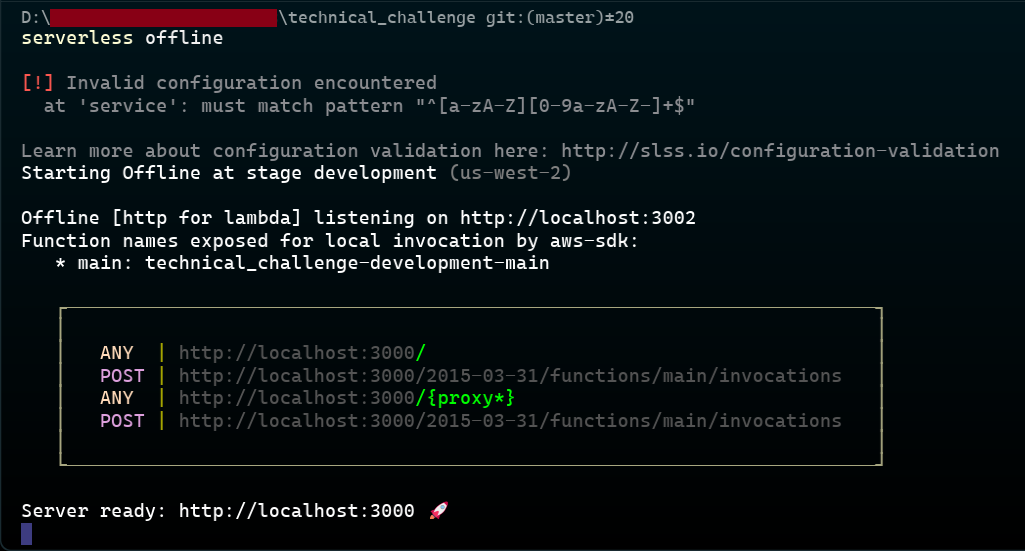 D:\ \technical_challenge git:(master)±20
serverless offline
[!] Invalid configuration encountered
at 'service': must match pattern "^[a-zA-Z][0-9a-zA-Z-]+$"
Learn more about configuration validation here: http://slss.io/configuration-validation
Starting Offline at stage development (us-west-2)
Offline [http for lambda] listening on http://localhost:3002
Function names exposed for local invocation by aws-sdk:
* main: technical_challenge-development-main
ANY | http://localhost:3000/
POST | http://localhost:3000/2015-03-31/functions/main/invocations
ANY | http://localhost:3000/{proxy*}
POST | http://localhost:3000/2015-03-31/functions/main/invocations
Server ready: http://localhost:3000 🚀